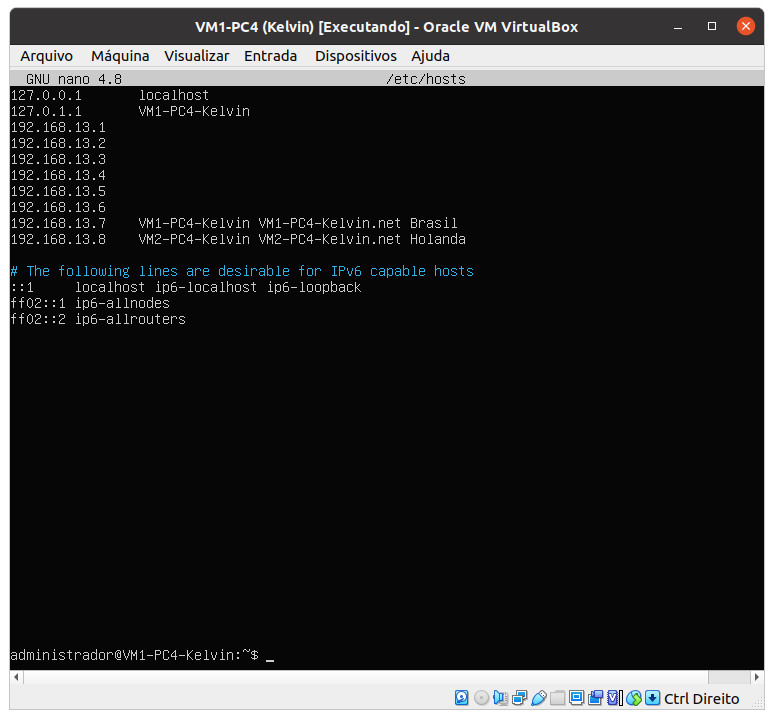 VM1-PC4 (Kelvin) [Executando] - Oracle VM VirtualBox
Arquivo Máquina Visualizar Entrada Dispositivos Ajuda
GNU nano 4.8 /etc/hosts
127.0.0.1 localhost
127.0.1.1 VM1-PC4-Kelvin
192.168.13.1
192.168.13.2
192.168.13.3
192.168.13.4
192.168.13.5
192.168.13.6
192.168.13.7 VM1-PC4-Kelvin VM1-PC4-Kelvin.net Brasil
192.168.13.8 VM2-PC4-Kelvin VM2-PC4-Kelvin.net Holanda
# The following lines are desirable for IPv6 capable hosts
::1 localhost ip6-localhost ip6-loopback
ff02::1 ip6-allnodes
ff02::2 ip6-allrouters
administrador@VM1-PC4-Kelvin:~$ _
Ctrl Direito